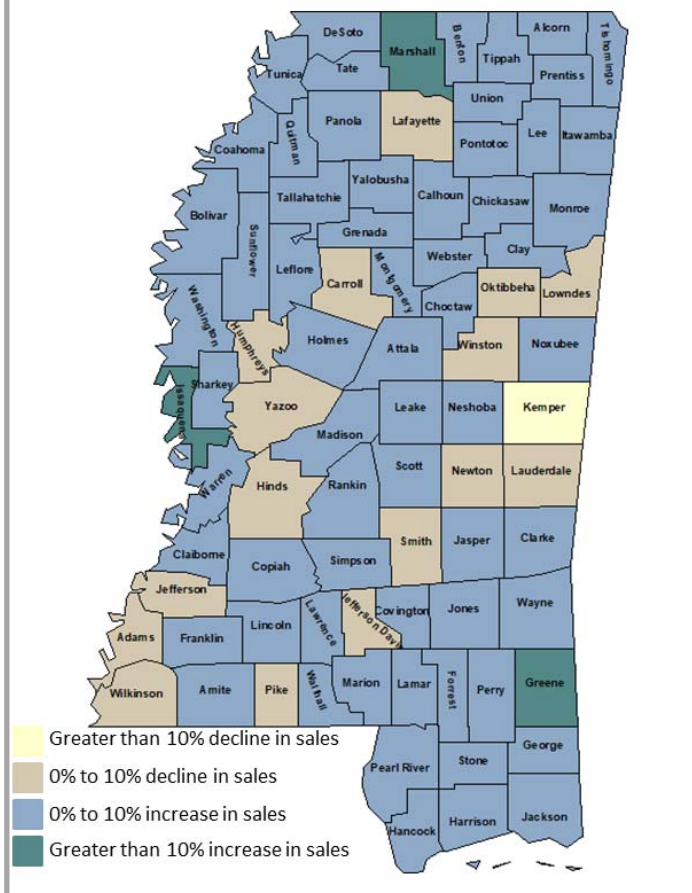 DeSoto
Marshall
Benton
Alcorn
Tishomingo
Tunica
Tate
Tippah
Prentiss
Union
Panola
Lafayette
Quitman
Coahoma
Pontotoc
Lee
Itawamba
Tallahatchie
Yalobusha
Calhoun
Chickasaw
Monroe
Bolivar
Sunflower
Grenada
Leflore
Carroll
Montgomery
Webster
Clay
Washington
Choctaw
Oktibbeha
Lowndes
Humphreys
Holmes
Attala
Winston
Noxubee
Sharkey
Issaquena
Yazoo
Leake
Neshoba
Kemper
Madison
Warren
Hinds
Rankin
Scott
Newton
Lauderdale
Claiborne
Copiah
Simpson
Smith
Jasper
Clarke
Jefferson
Adams
Franklin
Lincoln
Lawrence
Jefferson Davis
Covington
Jones
Wayne
Wilkinson
Amite
Pike
Walthall
Marion
Lamar
Forrest
Perry
Greene
Pearl River
Stone
George
Hancock
Harrison
Jackson
Greater than 10% decline in sales
0% to 10% decline in sales
0% to 10% increase in sales
Greater than 10% increase in sales